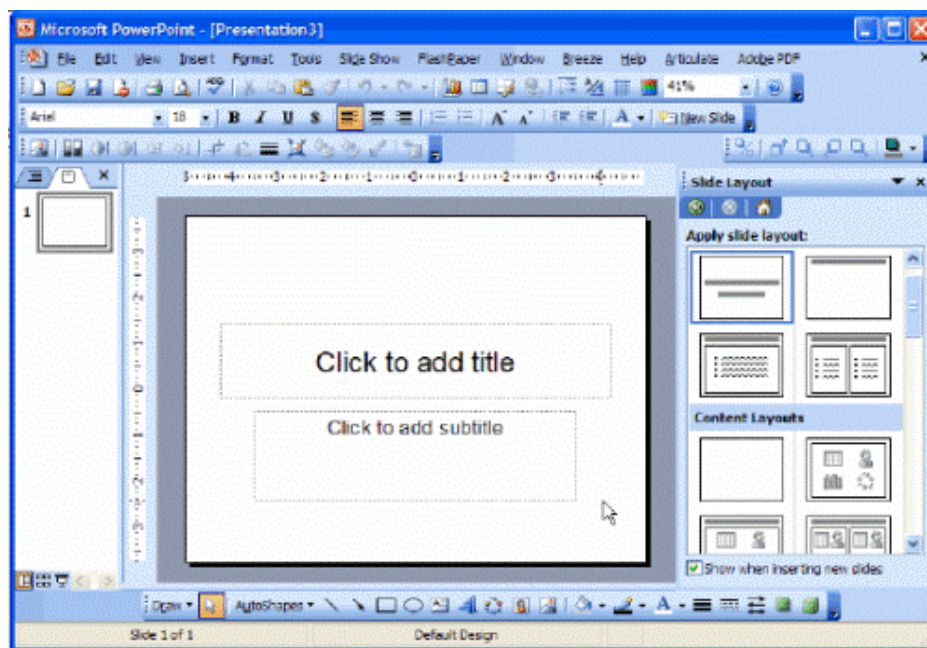 Microsoft PowerPoint - [Presentation3]
File Edit View Insert Format Tools Slide Show FlashPaper Window Breeze Help Articulate Adobe PDF
41%
Arial 18 B I U S A A A New Slide
Slide Layout
1
Apply slide layout:
Click to add title
Click to add subtitle
Content Layouts
Show when inserting new slides
Draw AutoShapes A
Slide 1 of 1 Default Design